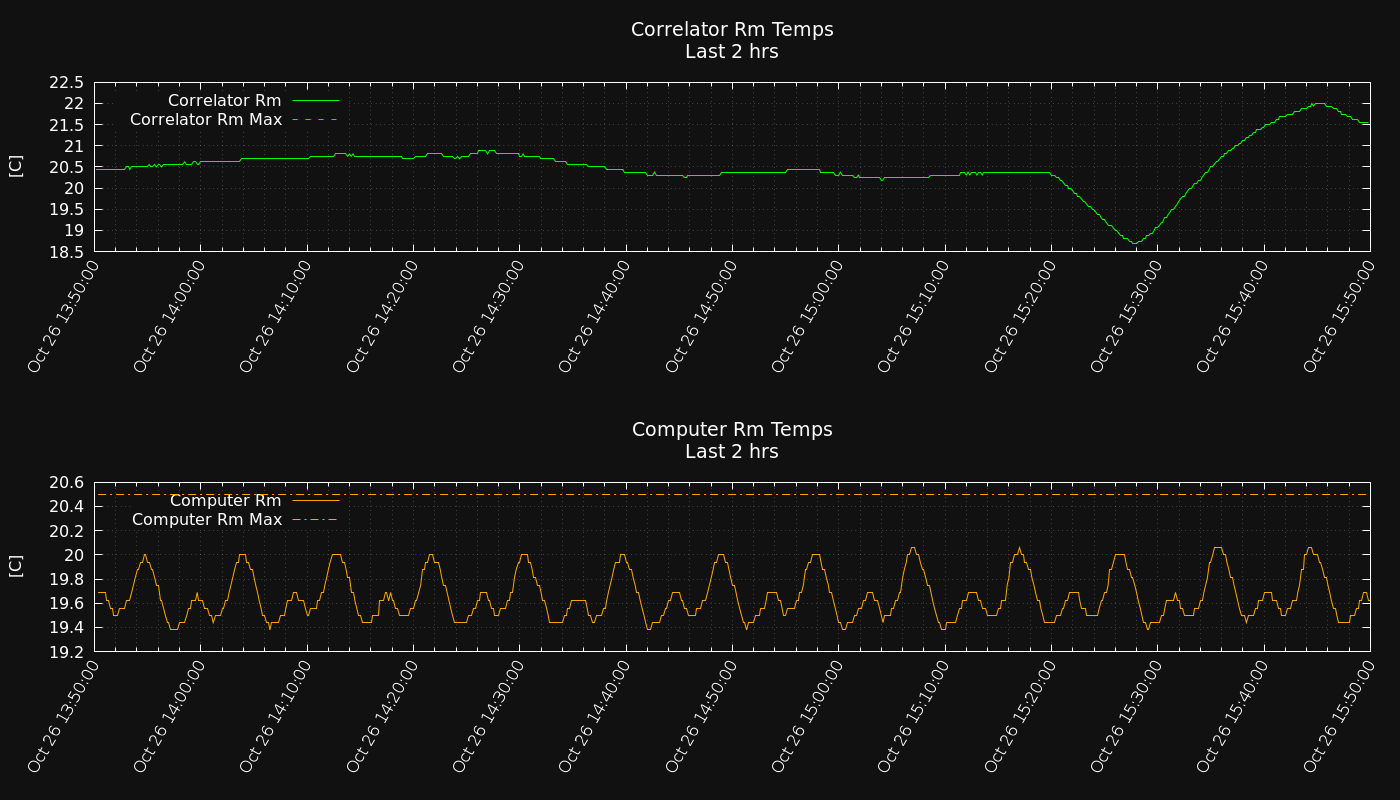 Correlator Rm Temps
Last 2 hrs
22.5
22
21.5
21
20.5
20
19.5
19
18.5
[C]
Correlator Rm
Correlator Rm Max
Oct 26 13:50:00
Oct 26 14:00:00
Oct 26 14:10:00
Oct 26 14:20:00
Oct 26 14:30:00
Oct 26 14:40:00
Oct 26 14:50:00
Oct 26 15:00:00
Oct 26 15:10:00
Oct 26 15:20:00
Oct 26 15:30:00
Oct 26 15:40:00
Oct 26 15:50:00
Computer Rm Temps
Last 2 hrs
20.6
20.4
20.2
20
19.8
19.6
19.4
19.2
[C]
Computer Rm
Computer Rm Max
Oct 26 13:50:00
Oct 26 14:00:00
Oct 26 14:10:00
Oct 26 14:20:00
Oct 26 14:30:00
Oct 26 14:40:00
Oct 26 14:50:00
Oct 26 15:00:00
Oct 26 15:10:00
Oct 26 15:20:00
Oct 26 15:30:00
Oct 26 15:40:00
Oct 26 15:50:00